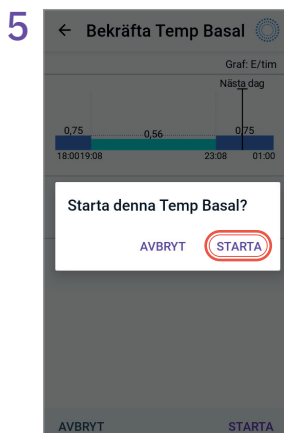 5
← Bekräfta Temp Basal
Graf: E/tim
Nästa dag
0,75 0,56 0,75
18:00 19:08 23:08 01:00
Starta denna Temp Basal?
AVBRYT STARTA
AVBRYT STARTA